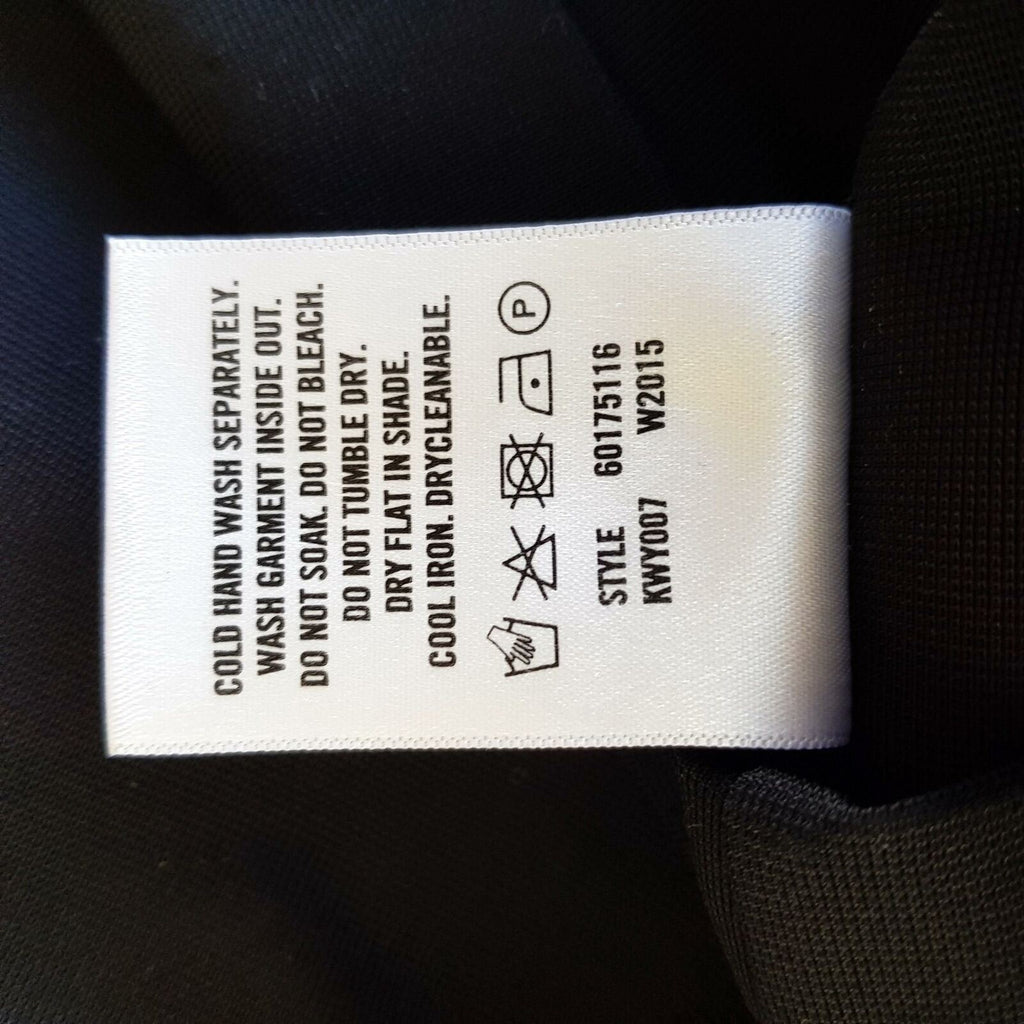 COLD HAND WASH SEPARATELY.
WASH GARMENT INSIDE OUT.
DO NOT SOAK. DO NOT BLEACH.
DO NOT TUMBLE DRY.
DRY FLAT IN SHADE.
COOL IRON. DRYCLEANABLE.
P
STYLE 60175116
KWY007 W2015